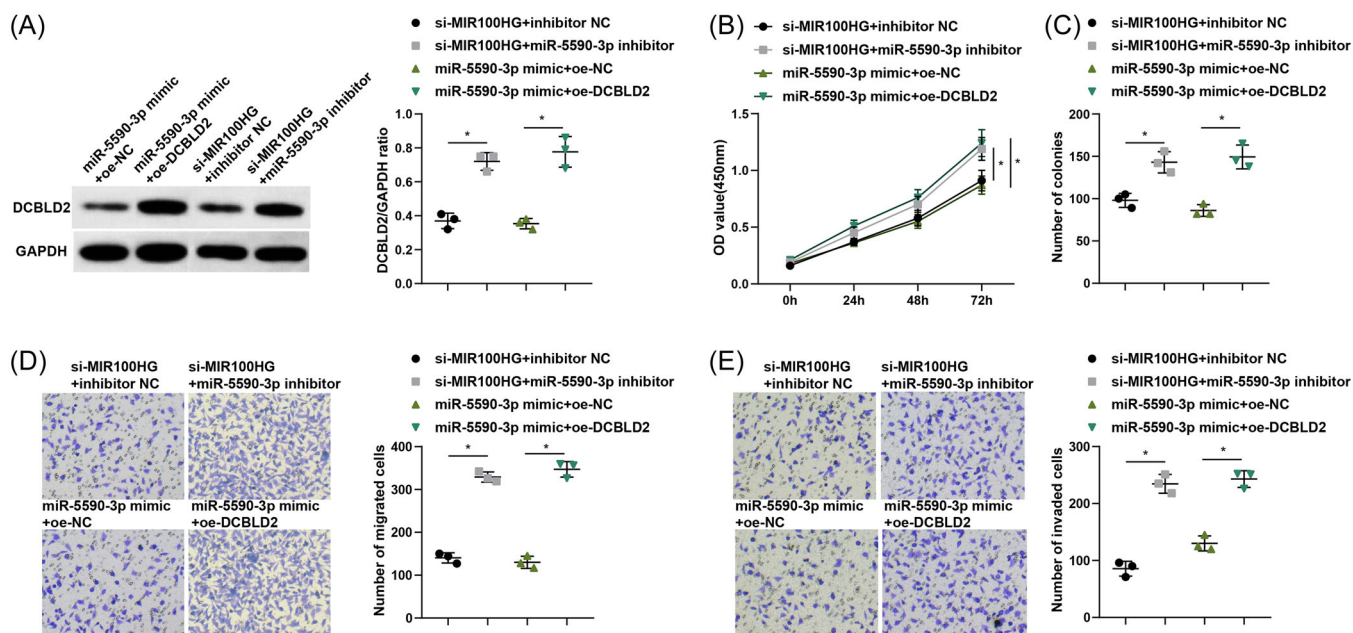 (A)
miR-5590-3p mimic
+oe-NC
miR-5590-3p mimic
+oe-DCBLD2
si-MIR100HG
+inhibitor NC
si-MIR100HG
+miR-5590-3p inhibitor
DCBLD2
GAPDH
si-MIR100HG+inhibitor NC
si-MIR100HG+miR-5590-3p inhibitor
miR-5590-3p mimic+oe-NC
miR-5590-3p mimic+oe-DCBLD2
DCBLD2/GAPDH ratio
1.0
0.8
0.6
0.4
0.2
0.0
*
*
(B)
si-MIR100HG+inhibitor NC
si-MIR100HG+miR-5590-3p inhibitor
miR-5590-3p mimic+oe-NC
miR-5590-3p mimic+oe-DCBLD2
OD value(450nm)
1.5
1.0
0.5
0.0
0h
24h
48h
72h
*
*
(C)
si-MIR100HG+inhibitor NC
si-MIR100HG+miR-5590-3p inhibitor
miR-5590-3p mimic+oe-NC
miR-5590-3p mimic+oe-DCBLD2
Number of colonies
200
150
100
50
0
*
*
(D)
si-MIR100HG
+inhibitor NC
si-MIR100HG
+miR-5590-3p inhibitor
miR-5590-3p mimic
+oe-NC
miR-5590-3p mimic
+oe-DCBLD2
si-MIR100HG+inhibitor NC
si-MIR100HG+miR-5590-3p inhibitor
miR-5590-3p mimic+oe-NC
miR-5590-3p mimic+oe-DCBLD2
Number of migrated cells
400
300
200
100
0
*
*
(E)
si-MIR100HG
+inhibitor NC
si-MIR100HG
+miR-5590-3p inhibitor
miR-5590-3p mimic
+oe-NC
miR-5590-3p mimic
+oe-DCBLD2
si-MIR100HG+inhibitor NC
si-MIR100HG+miR-5590-3p inhibitor
miR-5590-3p mimic+oe-NC
miR-5590-3p mimic+oe-DCBLD2
Number of invaded cells
300
200
100
0
*
*